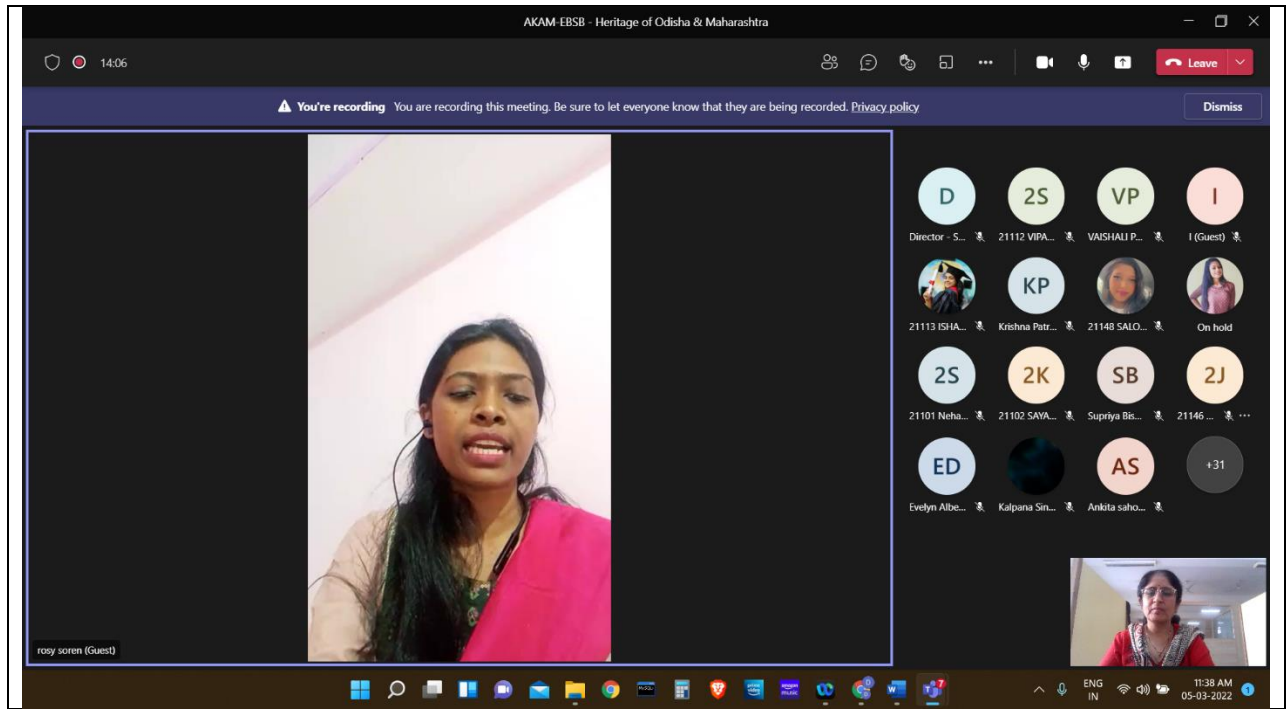 AKAM-EBSB - Heritage of Odisha & Maharashtra
14:06
Leave
You're recording You are recording this meeting. Be sure to let everyone know that they are being recorded. Privacy policy
Dismiss
D 2S VP I
Director - S... 21112 VIPA... VAISHALI P... I (Guest)
KP
21113 ISHA... Krishna Patr... 21148 SALO... On hold
2S 2K SB 2J
21101 Neha... 21102 SAYA... Supriya Bis... 21146 ...
ED AS +31
Evelyn Albe... Kalpana Sin... Ankita saho...
rosy soren (Guest)
ENG
IN
11:38 AM
05-03-2022
1
7